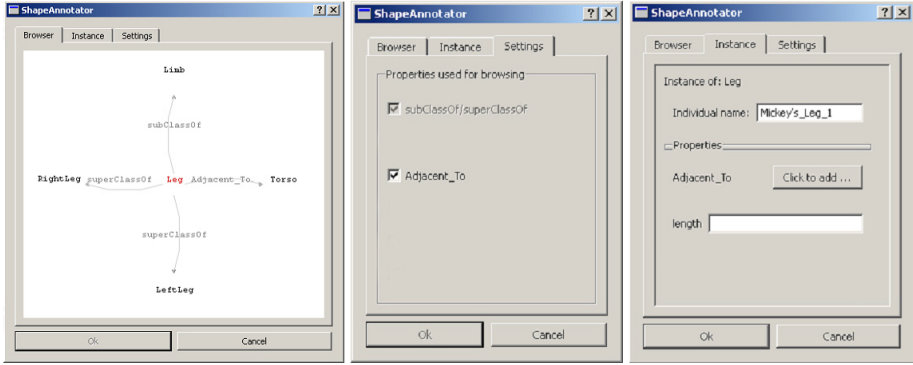 ShapeAnnotator
Browser Instance Settings
Limb
subClassOf
RightLeg superClassOf Leg Adjacent_To Torso
superClassOf
LeftLeg
Ok Cancel
ShapeAnnotator
Browser Instance Settings
Properties used for browsing
subClassOf/superClassOf
Adjacent_To
Ok Cancel
ShapeAnnotator
Browser Instance Settings
Instance of: Leg
Individual name: Mickey's_Leg_1
Properties
Adjacent_To Click to add ...
length
Ok Cancel